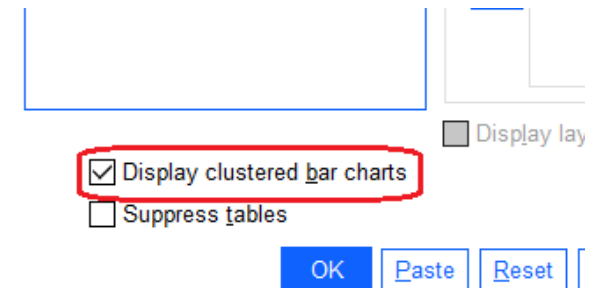 Display lay
Display clustered bar charts
Suppress tables
OK Paste Reset